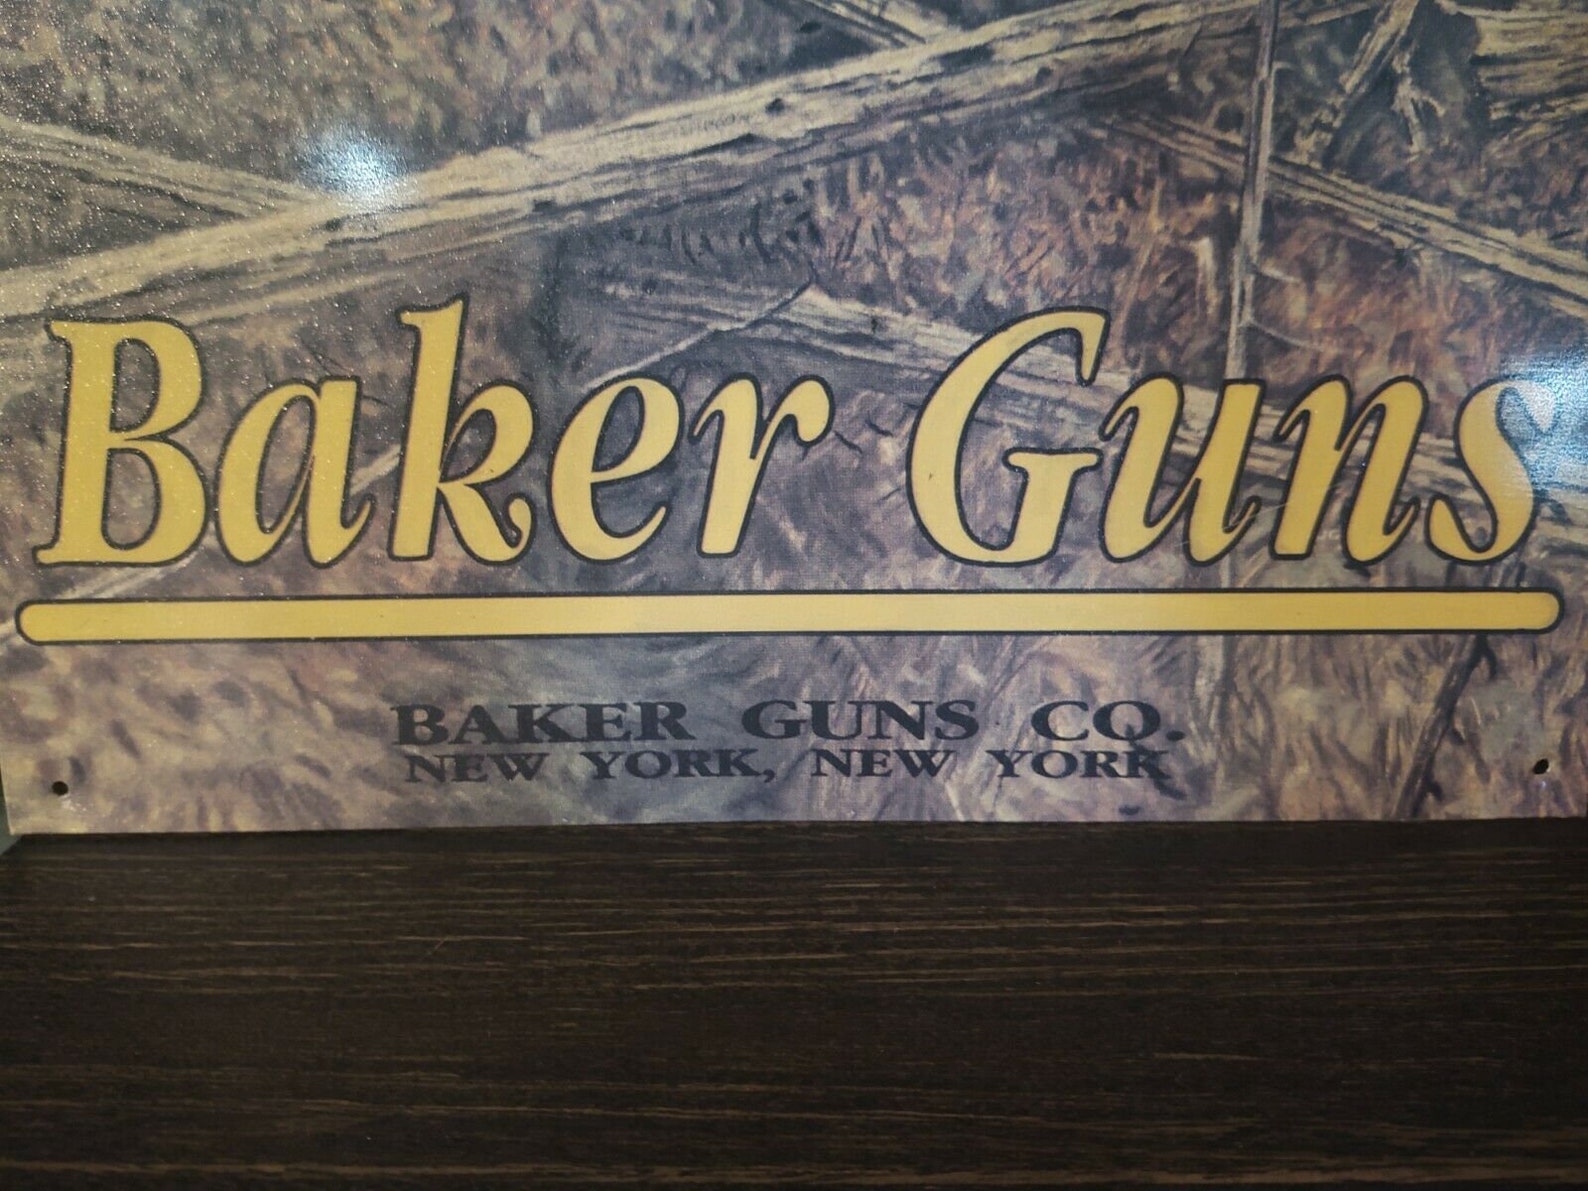 Baker Guns
BAKER GUNS CO.
NEW YORK, NEW YORK